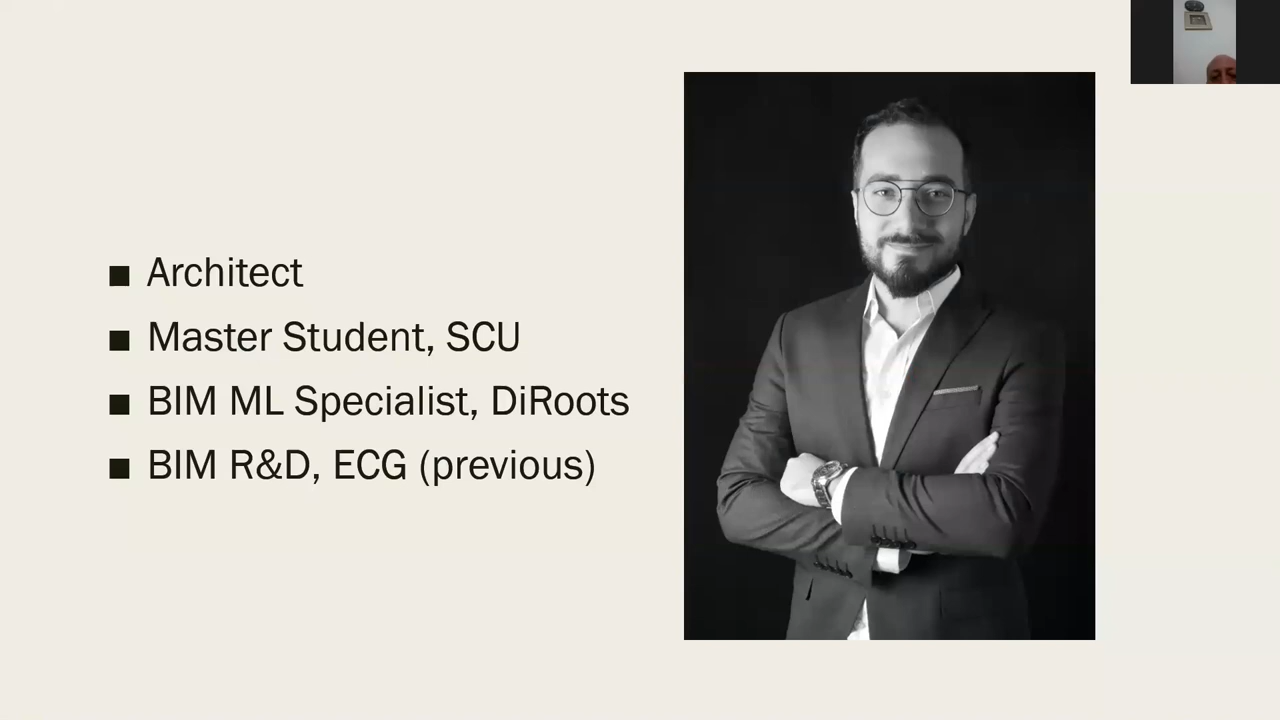 ■ Architect
■ Master Student, SCU
■ BIM ML Specialist, DiRoots
■ BIM R&D, ECG (previous)